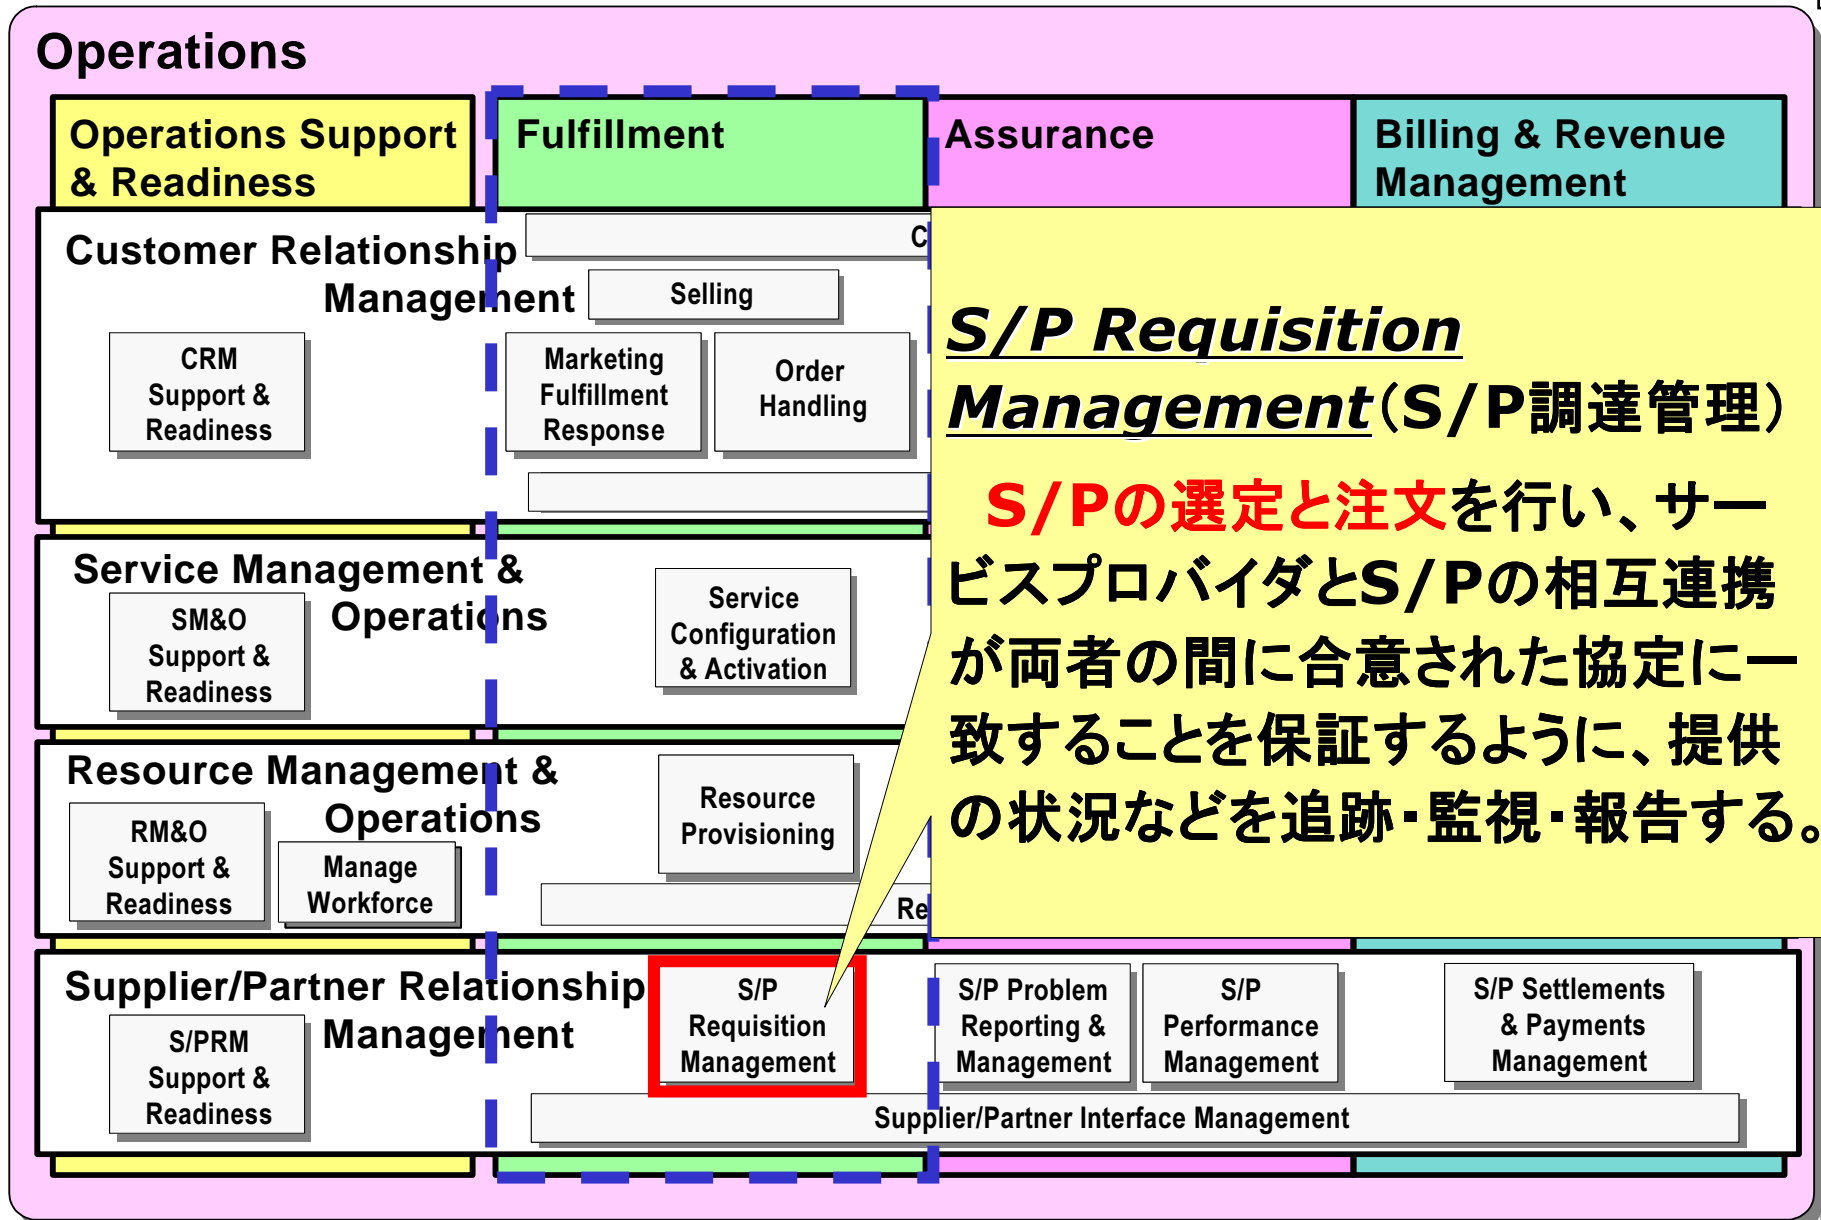 Operations
Operations Support
& Readiness
Fulfillment
Assurance
Billing & Revenue
Management
Customer Relationship
Management
C
Selling
CRM
Support &
Readiness
Marketing
Fulfillment
Response
Order
Handling
S/P Requisition
Management（S/P調達管理）
S/Pの選定と注文を行い、サー
ビスプロバイダとS/Pの相互連携
が両者の間に合意された協定に一
致することを保証するように、提供
の状況などを追跡・監視・報告する。
Service Management &
Operations
SM&O
Support &
Readiness
Service
Configuration
& Activation
Resource Management &
Operations
RM&O
Support &
Readiness
Manage
Workforce
Resource
Provisioning
Re
Supplier/Partner Relationship
Management
S/PRM
Support &
Readiness
S/P
Requisition
Management
S/P Problem
Reporting &
Management
S/P
Performance
Management
S/P Settlements
& Payments
Management
Supplier/Partner Interface Management